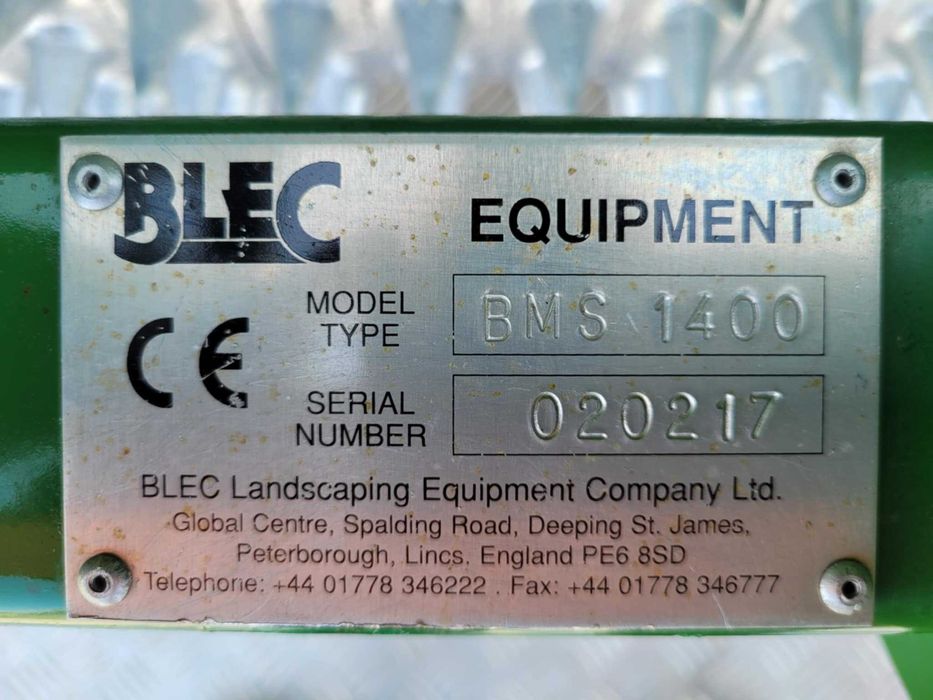 BLEC
EQUIPMENT
MODEL
TYPE
BMS 1400
CE
SERIAL
NUMBER
020217
BLEC Landscaping Equipment Company Ltd.
Global Centre, Spalding Road, Deeping St. James,
Peterborough, Lincs. England PE6 8SD
Telephone: +44 01778 346222 . Fax: +44 01778 346777